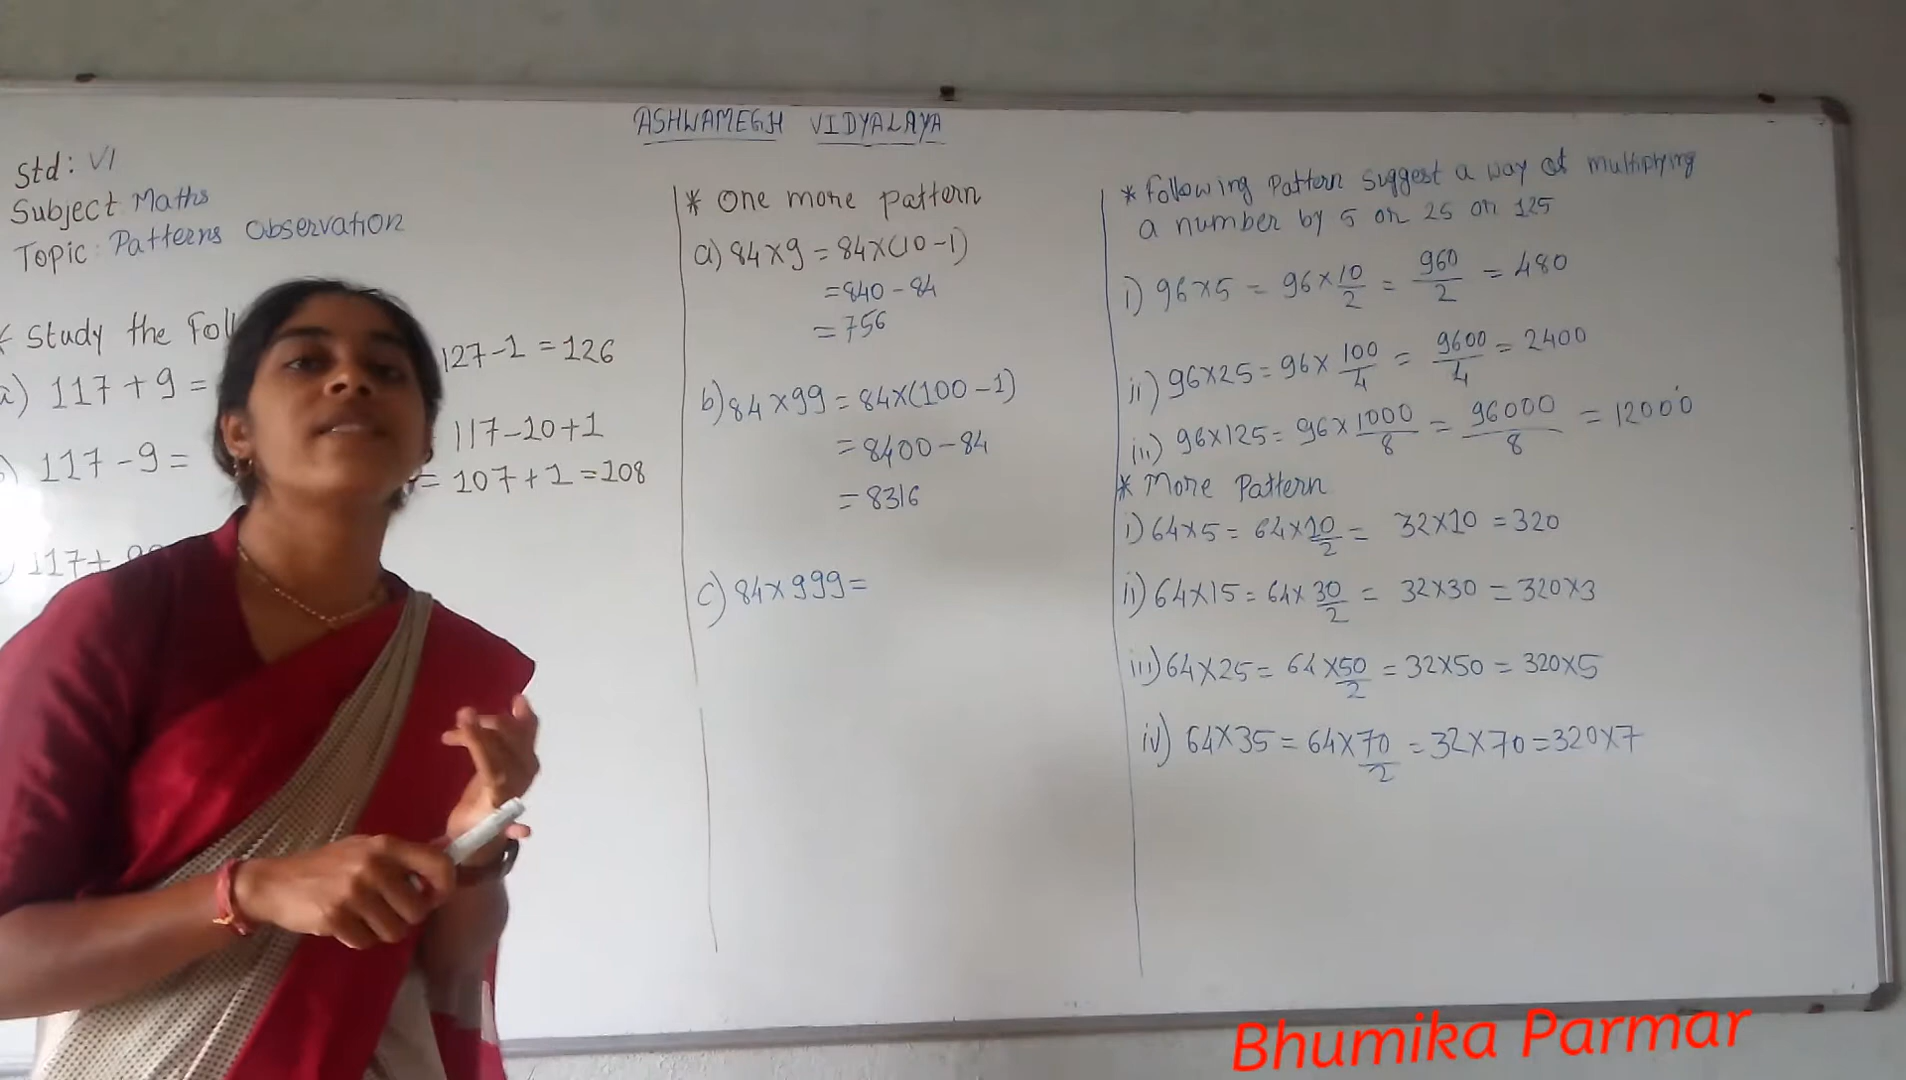 ASHWAMEGH VIDYALAYA
Std: VI
Subject Maths
Topic: Patterns Observation
* Study the Foll
a) 117 + 9 =
127 - 1 = 126
117 - 9 =
117 - 10 + 1
= 107 + 1 = 108
117 +
* One more pattern
a) 84 × 9 = 84 × (10 - 1)
= 840 - 84
= 756
b) 84 × 99 = 84 × (100 - 1)
= 8400 - 84
= 8316
c) 84 × 999 =
* Following Pattern suggest a way of multiplying
a number by 5 or 25 or 125
i) 96 × 5 = 96 × 10/2 = 960/2 = 480
ii) 96 × 25 = 96 × 100/4 = 9600/4 = 2400
iii) 96 × 125 = 96 × 1000/8 = 96000/8 = 12000
* More Pattern
i) 64 × 5 = 64 × 10/2 = 32 × 10 = 320
ii) 64 × 15 = 64 × 30/2 = 32 × 30 = 320 × 3
iii) 64 × 25 = 64 × 50/2 = 32 × 50 = 320 × 5
iv) 64 × 35 = 64 × 70/2 = 32 × 70 = 320 × 7
Bhumika Parmar